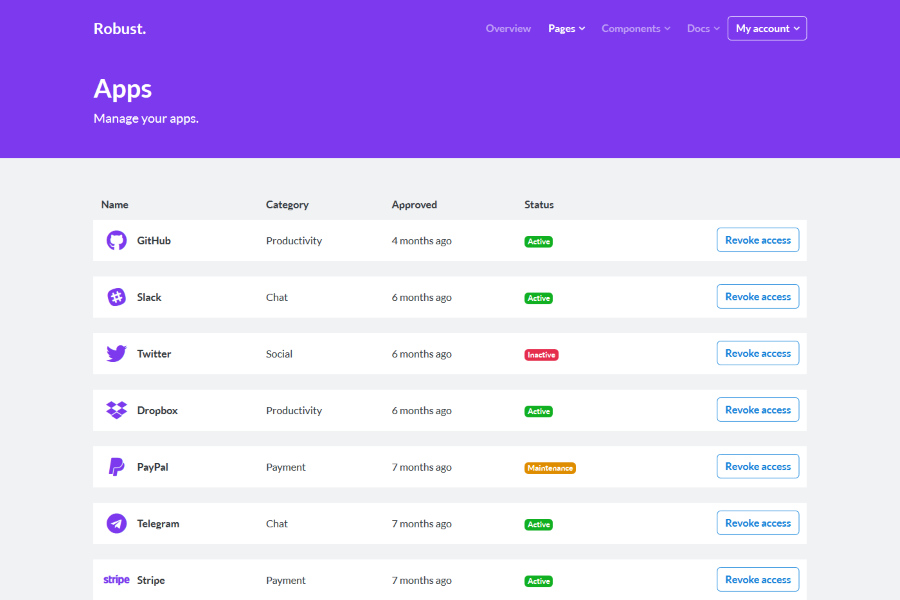 Robust.
Overview Pages Components Docs My account
Apps
Manage your apps.
Name Category Approved Status
GitHub Productivity 4 months ago Active Revoke access
Slack Chat 6 months ago Active Revoke access
Twitter Social 6 months ago Inactive Revoke access
Dropbox Productivity 6 months ago Active Revoke access
PayPal Payment 7 months ago Maintenance Revoke access
Telegram Chat 7 months ago Active Revoke access
stripe Stripe Payment 7 months ago Active Revoke access